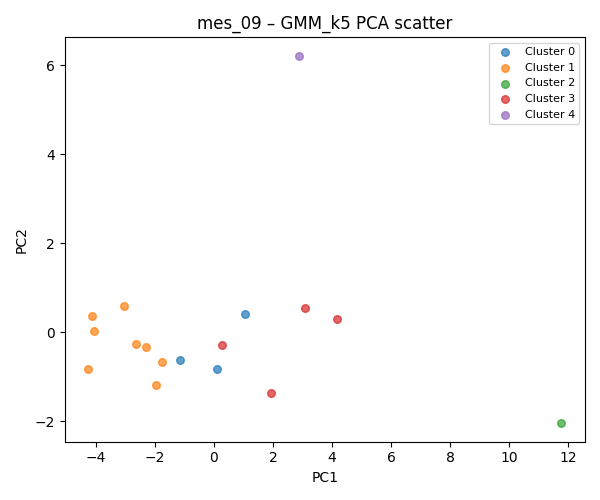 mes_09 – GMM_k5 PCA scatter
6
4
2
0
−2
PC2
Cluster 0
Cluster 1
Cluster 2
Cluster 3
Cluster 4
−4 −2 0 2 4 6 8 10 12
PC1